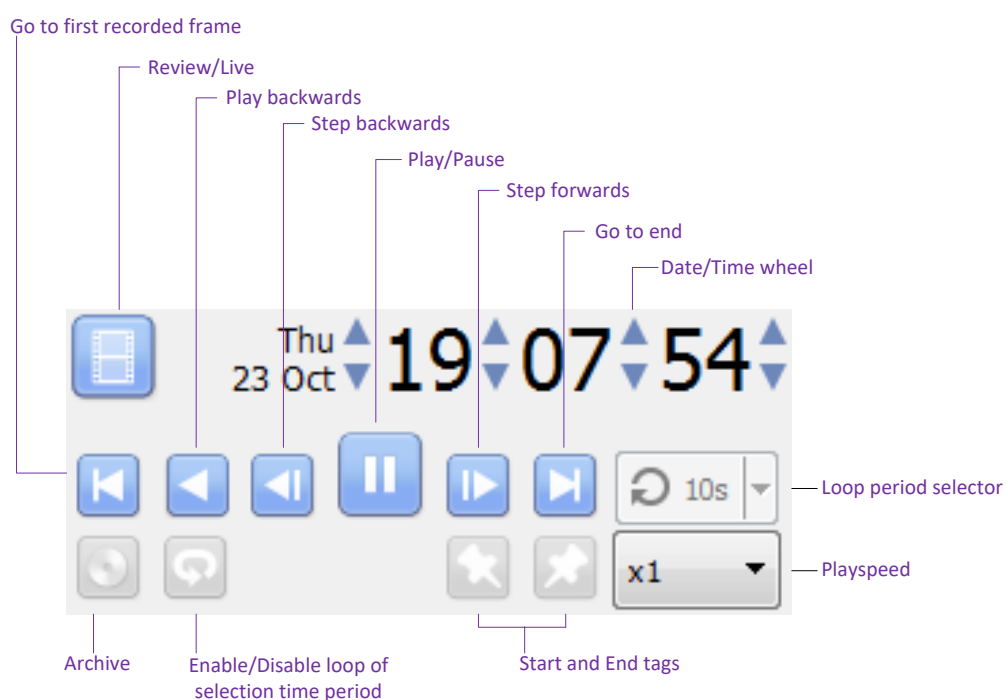 Go to first recorded frame
Review/Live
Play backwards
Step backwards
Play/Pause
Step forwards
Go to end
Date/Time wheel
Thu
23 Oct
19 07 54
10s
Loop period selector
x1
Playspeed
Archive
Enable/Disable loop of
selection time period
Start and End tags